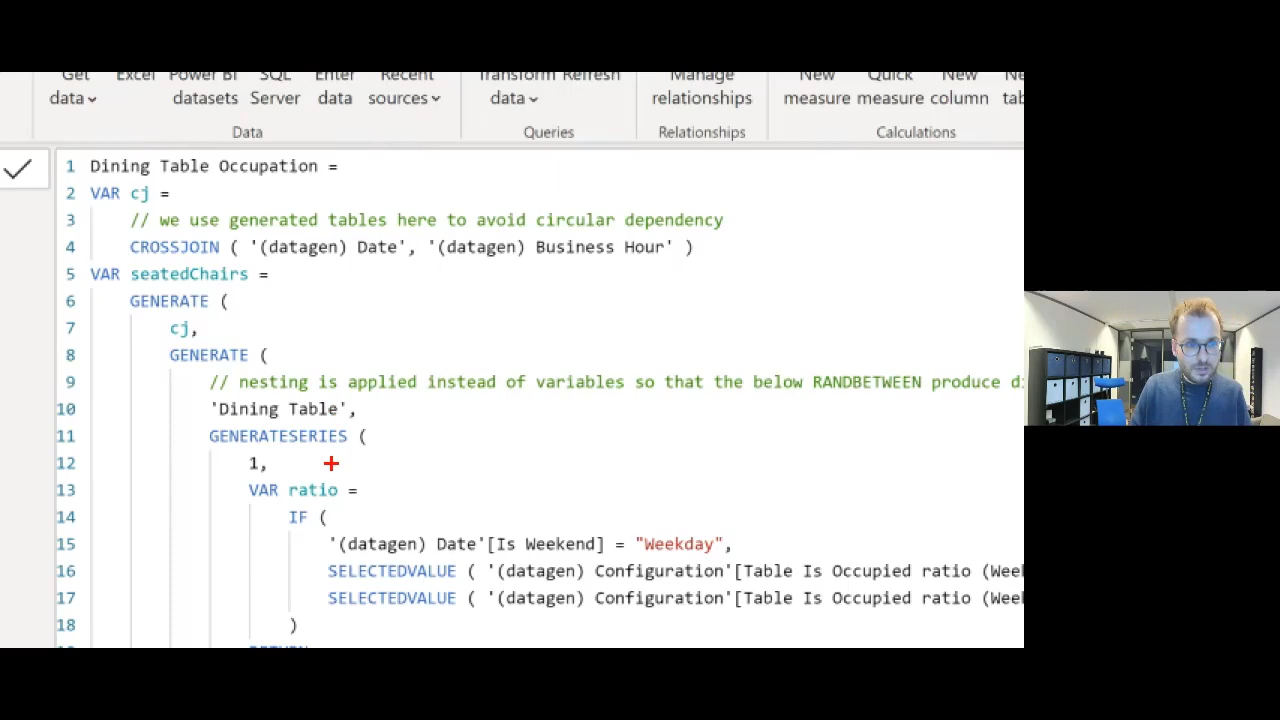 Get Excel Power BI SQL Enter Recent Transform Refresh Manage New Quick New
data datasets Server data sources data relationships measure measure column
Data Queries Relationships Calculations
1 Dining Table Occupation =
2 VAR cj =
3 // we use generated tables here to avoid circular dependency
4 CROSSJOIN ( '(datagen) Date', '(datagen) Business Hour' )
5 VAR seatedChairs =
6 GENERATE (
7 cj,
8 GENERATE (
9 // nesting is applied instead of variables so that the below RANDBETWEEN produce
10 'Dining Table',
11 GENERATESERIES (
12 1,
13 VAR ratio =
14 IF (
15 '(datagen) Date'[Is Weekend] = "Weekday",
16 SELECTEDVALUE ( '(datagen) Configuration'[Table Is Occupied ratio (Wee
17 SELECTEDVALUE ( '(datagen) Configuration'[Table Is Occupied ratio (Wee
18 )